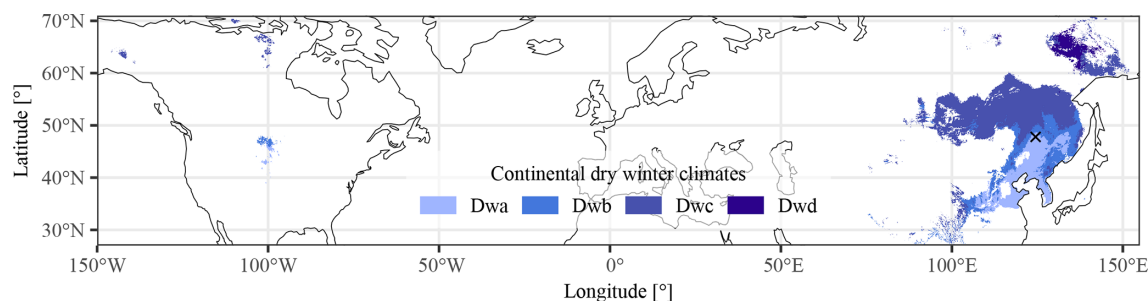 70°N
60°N
50°N
40°N
30°N
Latitude [°]
Continental dry winter climates
Dwa Dwb Dwc Dwd
150°W 100°W 50°W 0° 50°E 100°E 150°E
Longitude [°]